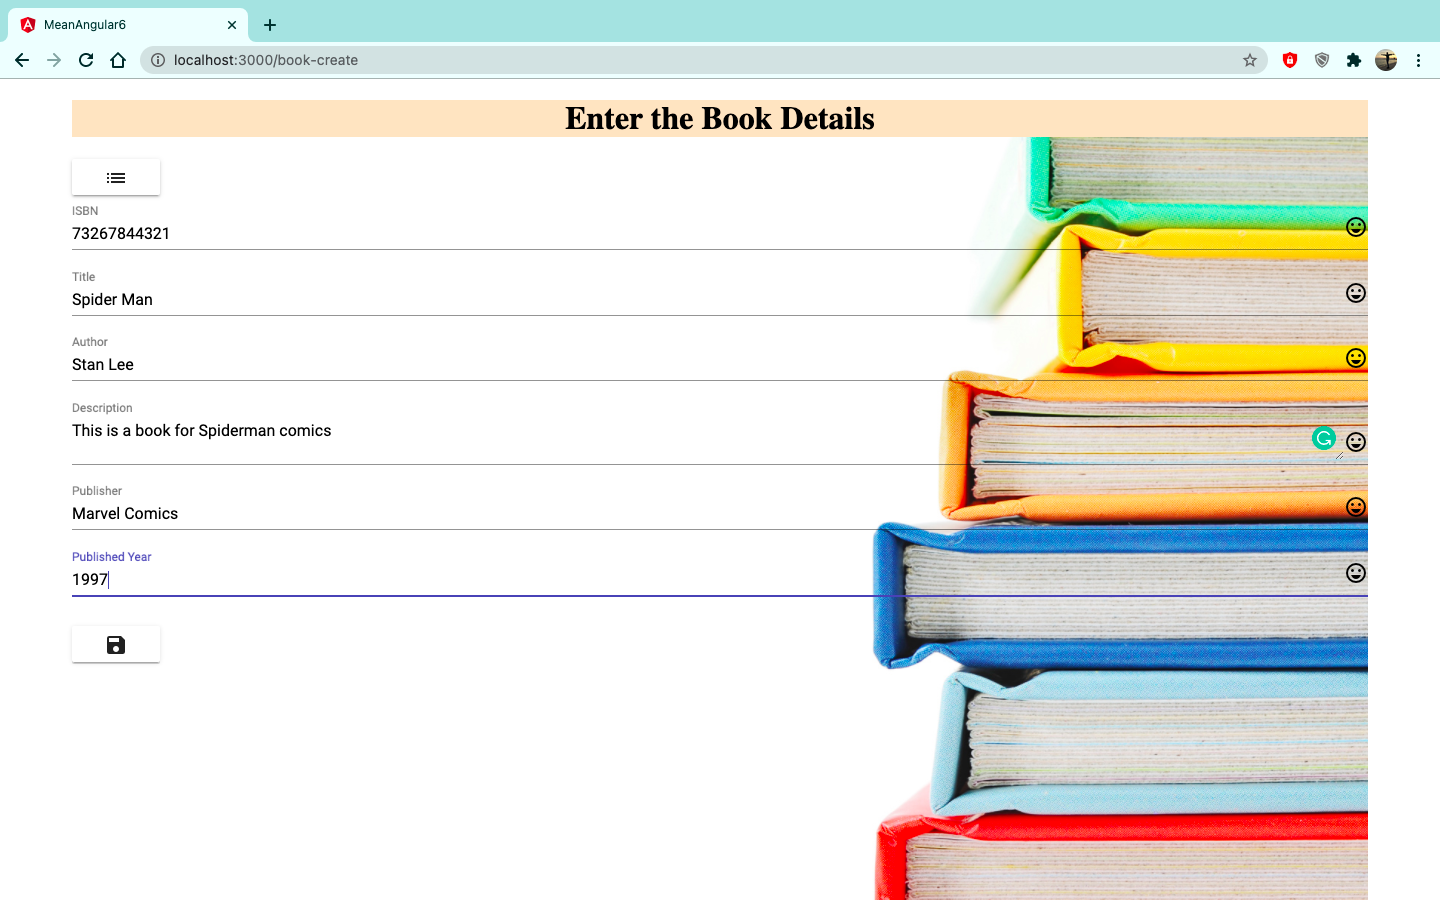 MeanAngular6
localhost:3000/book-create
Enter the Book Details
ISBN
73267844321
Title
Spider Man
Author
Stan Lee
Description
This is a book for Spiderman comics
Publisher
Marvel Comics
Published Year
1997